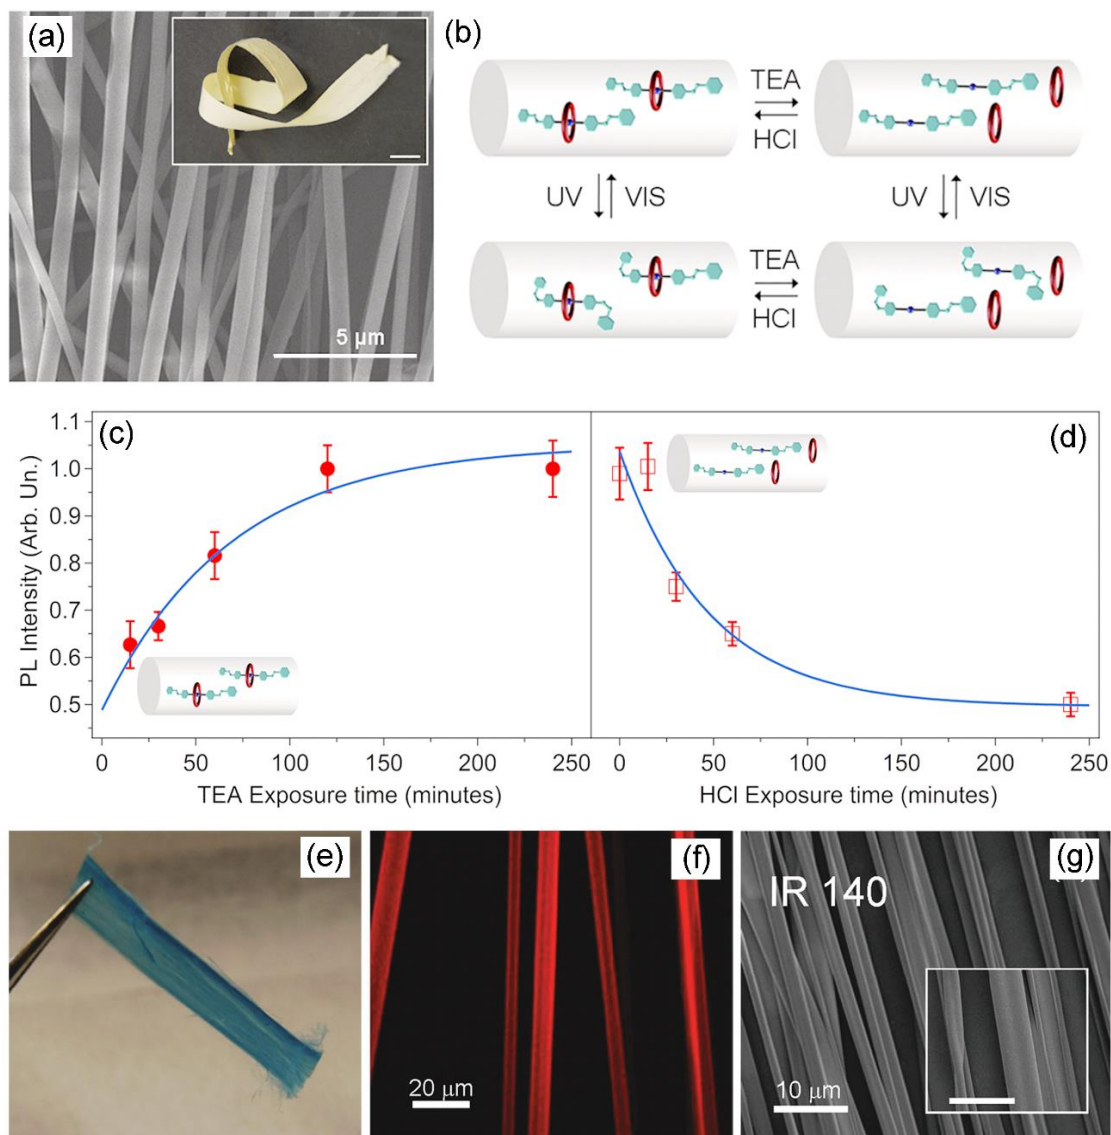 (a)
5 µm
(b)
TEA
HCl
UV
VIS
UV
VIS
TEA
HCl
(c)
(d)
1.1
1.0
0.9
0.8
0.7
0.6
0.5
PL Intensity (Arb. Un.)
0 50 100 150 200 250
TEA Exposure time (minutes)
0 50 100 150 200 250
HCl Exposure time (minutes)
(e)
(f)
20 µm
(g)
IR 140
10 µm